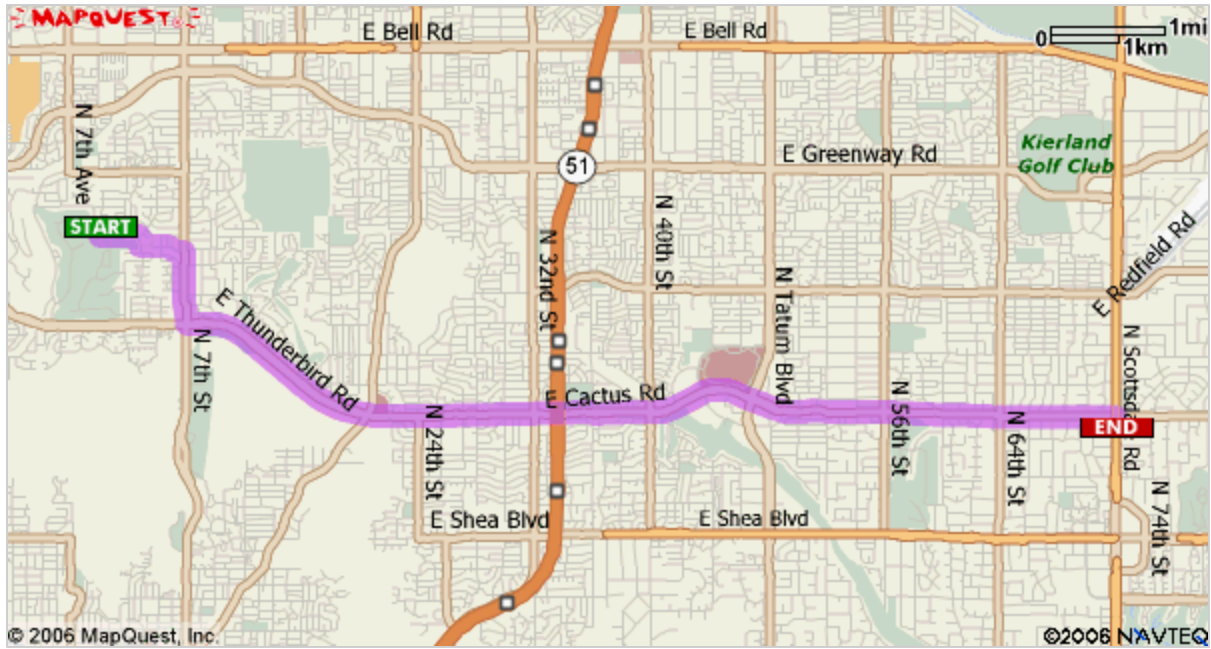 MAPQUEST
E Bell Rd
E Bell Rd
0
1mi
1km
N 7th Ave
51
E Greenway Rd
Kierland
Golf Club
START
N 40th St
N 32nd St
E Redfield Rd
N Tatum Blvd
E Thunderbird Rd
N 7th St
E Cactus Rd
N 24th St
N 56th St
N 64th St
END
Rd
N 74th St
E Shea Blvd
E Shea Blvd
© 2006 MapQuest, Inc.
©2006 NAVTEQ